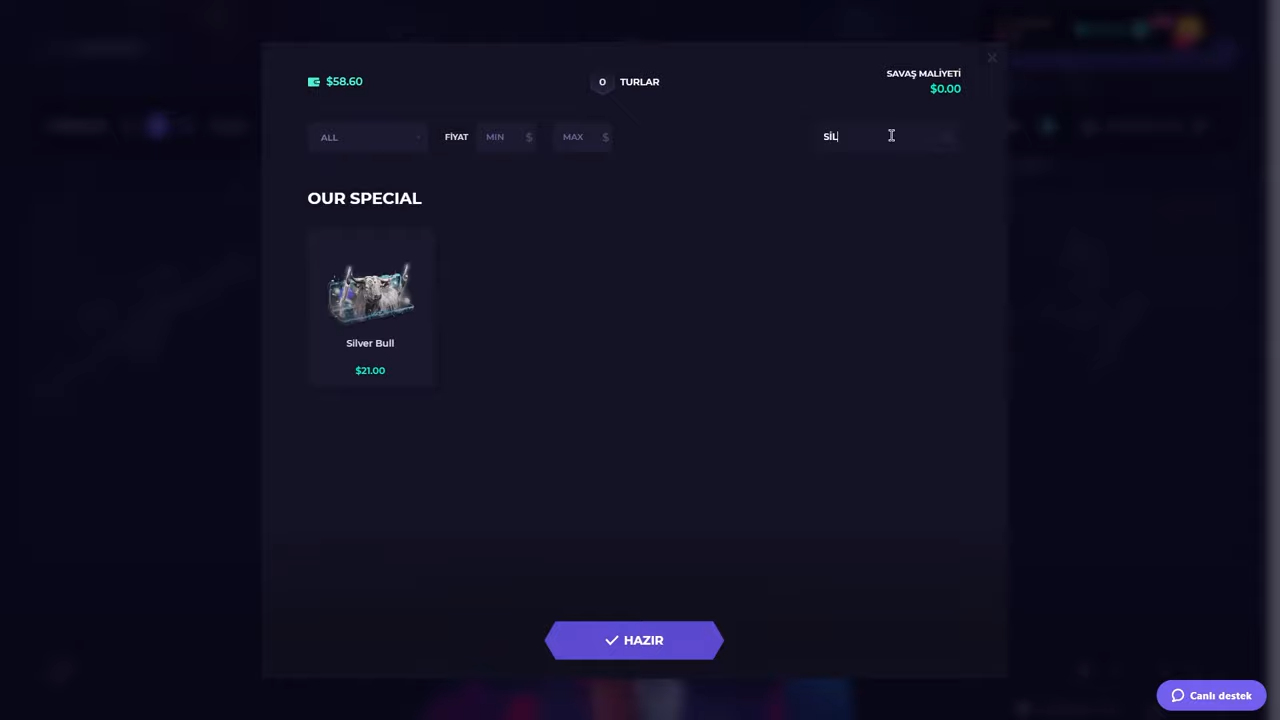 $58.60
0 TURLAR
SAVAŞ MALİYETİ
$0.00
ALL
FİYAT
MIN $
MAX $
SİL
OUR SPECIAL
Silver Bull
$21.00
HAZIR
Canlı destek